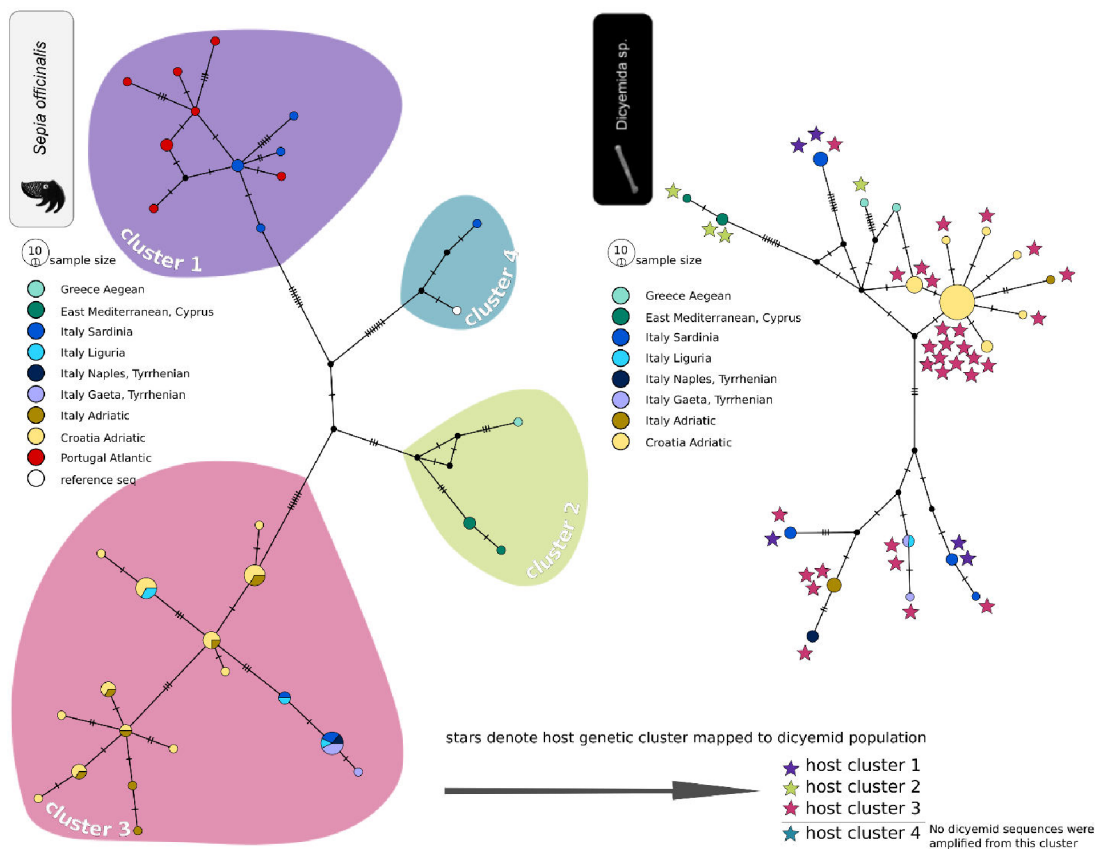 Sepia officinalis
cluster 1
cluster 4
cluster 2
cluster 3
10
sample size
Greece Aegean
East Mediterranean, Cyprus
Italy Sardinia
Italy Liguria
Italy Naples, Tyrrhenian
Italy Gaeta, Tyrrhenian
Italy Adriatic
Croatia Adriatic
Portugal Atlantic
reference seq
Dicyemida sp.
10
sample size
Greece Aegean
East Mediterranean, Cyprus
Italy Sardinia
Italy Liguria
Italy Naples, Tyrrhenian
Italy Gaeta, Tyrrhenian
Italy Adriatic
Croatia Adriatic
stars denote host genetic cluster mapped to dicyemid population
host cluster 1
host cluster 2
host cluster 3
host cluster 4
No dicyemid sequences were
amplified from this cluster